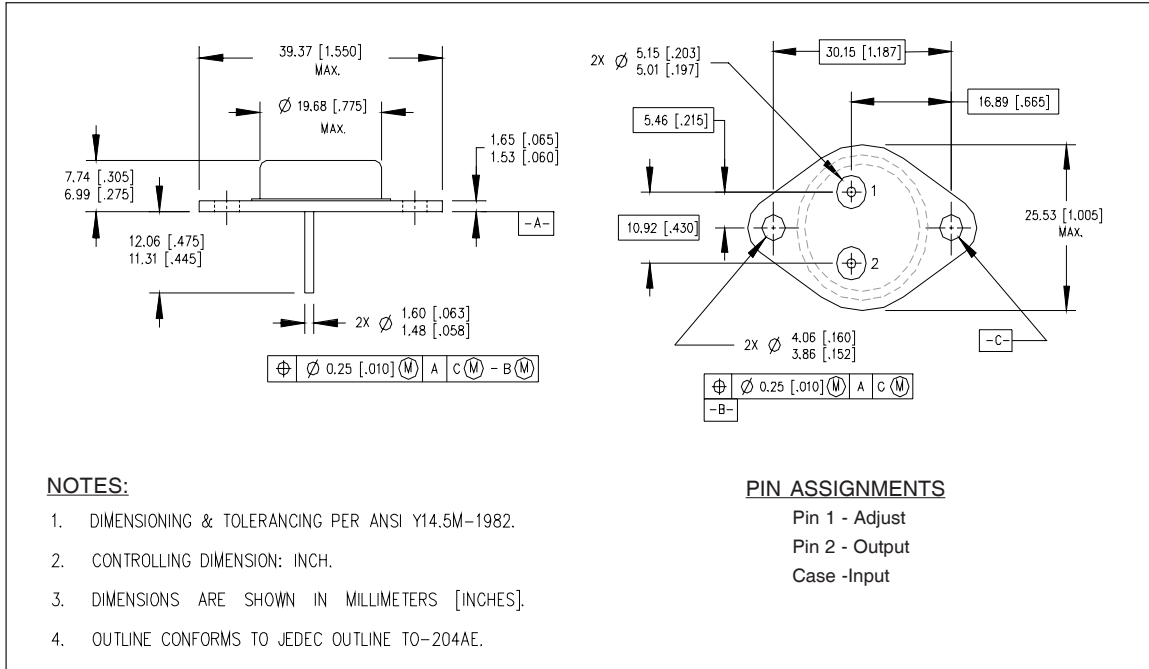 39.37 [1.550]
MAX.
Ø 19.68 [.775]
MAX.
1.65 [.065]
1.53 [.060]
7.74 [.305]
6.99 [.275]
-A-
12.06 [.475]
11.31 [.445]
2X Ø 1.60 [.063]
1.48 [.058]
⌖ Ø 0.25 [.010] Ⓜ A C Ⓜ - B Ⓜ
2X Ø 5.15 [.203]
5.01 [.197]
30.15 [1.187]
16.89 [.665]
5.46 [.215]
1
10.92 [.430]
25.53 [1.005]
MAX.
2
2X Ø 4.06 [.160]
3.86 [.152]
-C-
⌖ Ø 0.25 [.010] Ⓜ A C Ⓜ
-B-
NOTES:
1. DIMENSIONING & TOLERANCING PER ANSI Y14.5M-1982.
2. CONTROLLING DIMENSION: INCH.
3. DIMENSIONS ARE SHOWN IN MILLIMETERS [INCHES].
4. OUTLINE CONFORMS TO JEDEC OUTLINE TO-204AE.
PIN ASSIGNMENTS
Pin 1 - Adjust
Pin 2 - Output
Case -Input